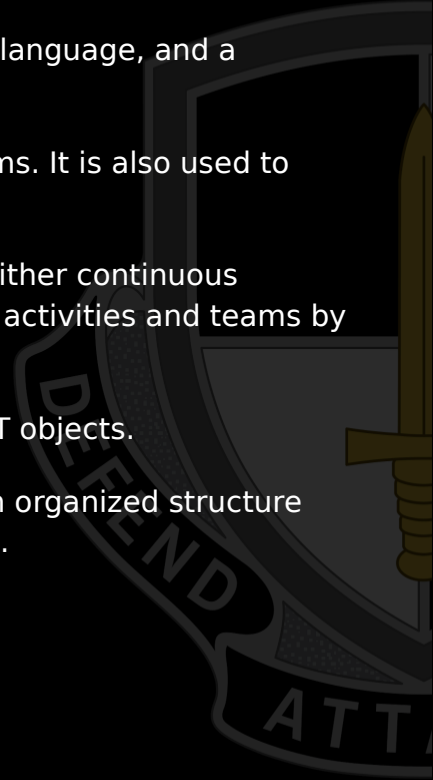 language, and a
ms. It is also used to
ither continuous
activities and teams by
T objects.
n organized structure
.
DEFEND
ATTA